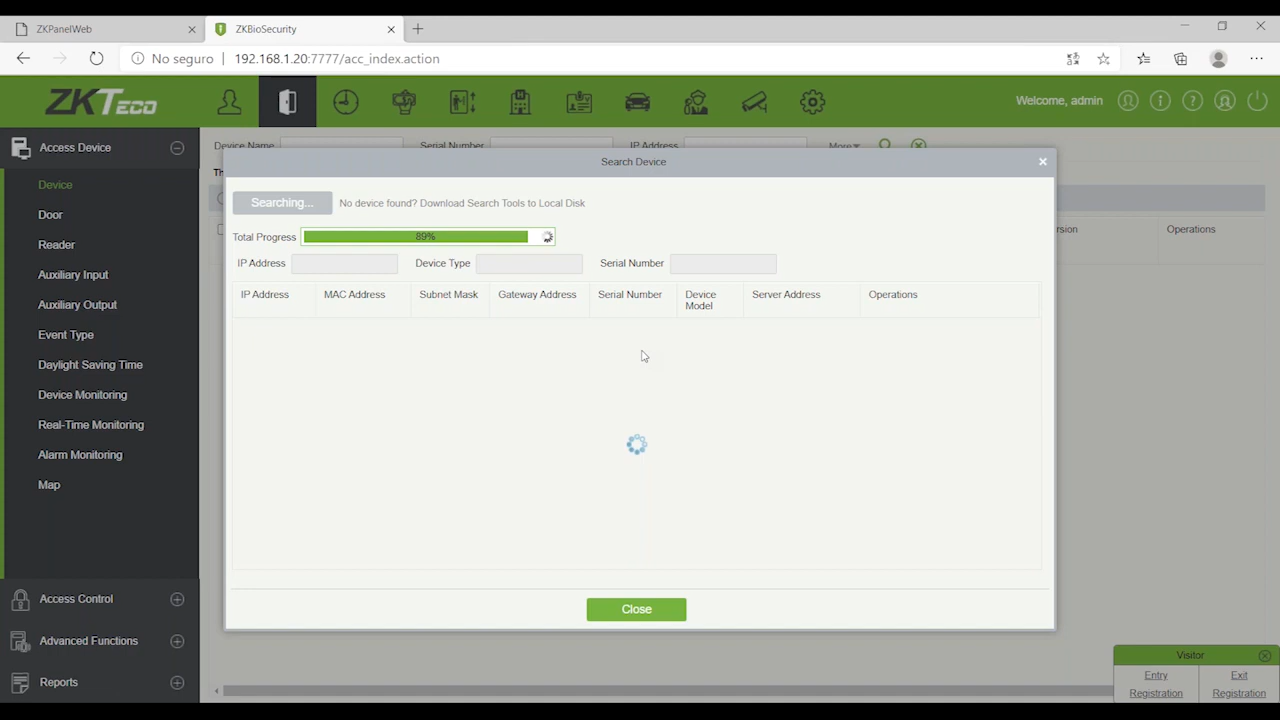 ZKPanelWeb
ZKBioSecurity
No seguro
192.168.1.20:7777/acc_index.action
ZKTECO
Welcome, admin
Access Device
Device
Door
Reader
Auxiliary Input
Auxiliary Output
Event Type
Daylight Saving Time
Device Monitoring
Real-Time Monitoring
Alarm Monitoring
Map
Access Control
Advanced Functions
Reports
Device Name
Serial Number
IP Address
More
Th
rsion
Operations
Search Device
Searching...
No device found? Download Search Tools to Local Disk
Total Progress
89%
IP Address
Device Type
Serial Number
IP Address
MAC Address
Subnet Mask
Gateway Address
Serial Number
Device
Model
Server Address
Operations
Close
Visitor
Entry
Registration
Exit
Registration